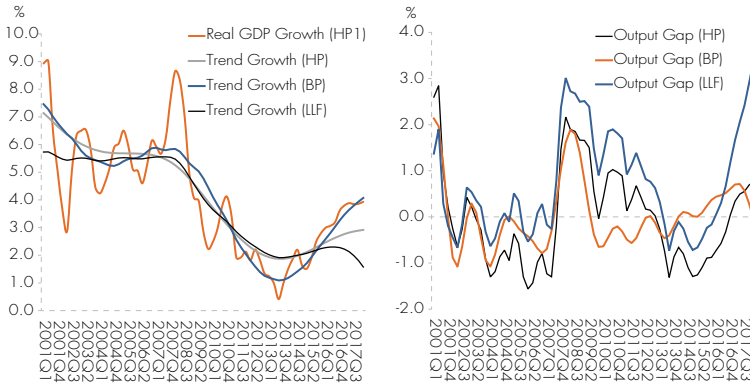 %
10.0
9.0
8.0
7.0
6.0
5.0
4.0
3.0
2.0
1.0
0.0
Real GDP Growth (HP1)
Trend Growth (HP)
Trend Growth (BP)
Trend Growth (LLF)
2001Q1
2001Q4
2002Q3
2003Q2
2004Q1
2004Q4
2005Q3
2006Q2
2007Q1
2007Q4
2008Q3
2009Q2
2010Q1
2010Q4
2011Q3
2012Q2
2013Q1
2013Q4
2014Q3
2015Q2
2016Q1
2016Q4
2017Q3
%
4.0
3.0
2.0
1.0
0.0
-1.0
-2.0
Output Gap (HP)
Output Gap (BP)
Output Gap (LLF)
2001Q1
2001Q4
2002Q3
2003Q2
2004Q1
2004Q4
2005Q3
2006Q2
2007Q1
2007Q4
2008Q3
2009Q2
2010Q1
2010Q4
2011Q3
2012Q2
2013Q1
2013Q4
2014Q3
2015Q2
2016Q1
2016Q4
2017Q3